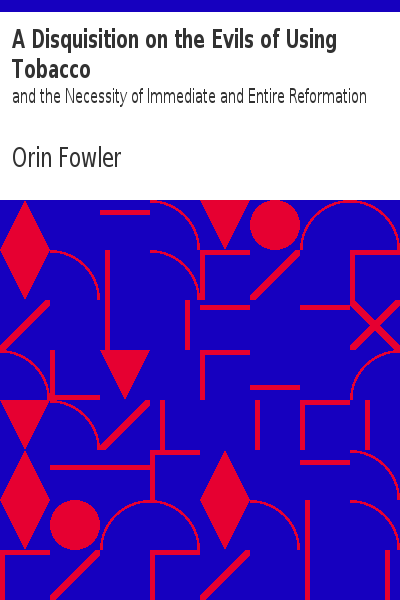 A Disquisition on the Evils of Using
Tobacco
and the Necessity of Immediate and Entire Reformation
Orin Fowler